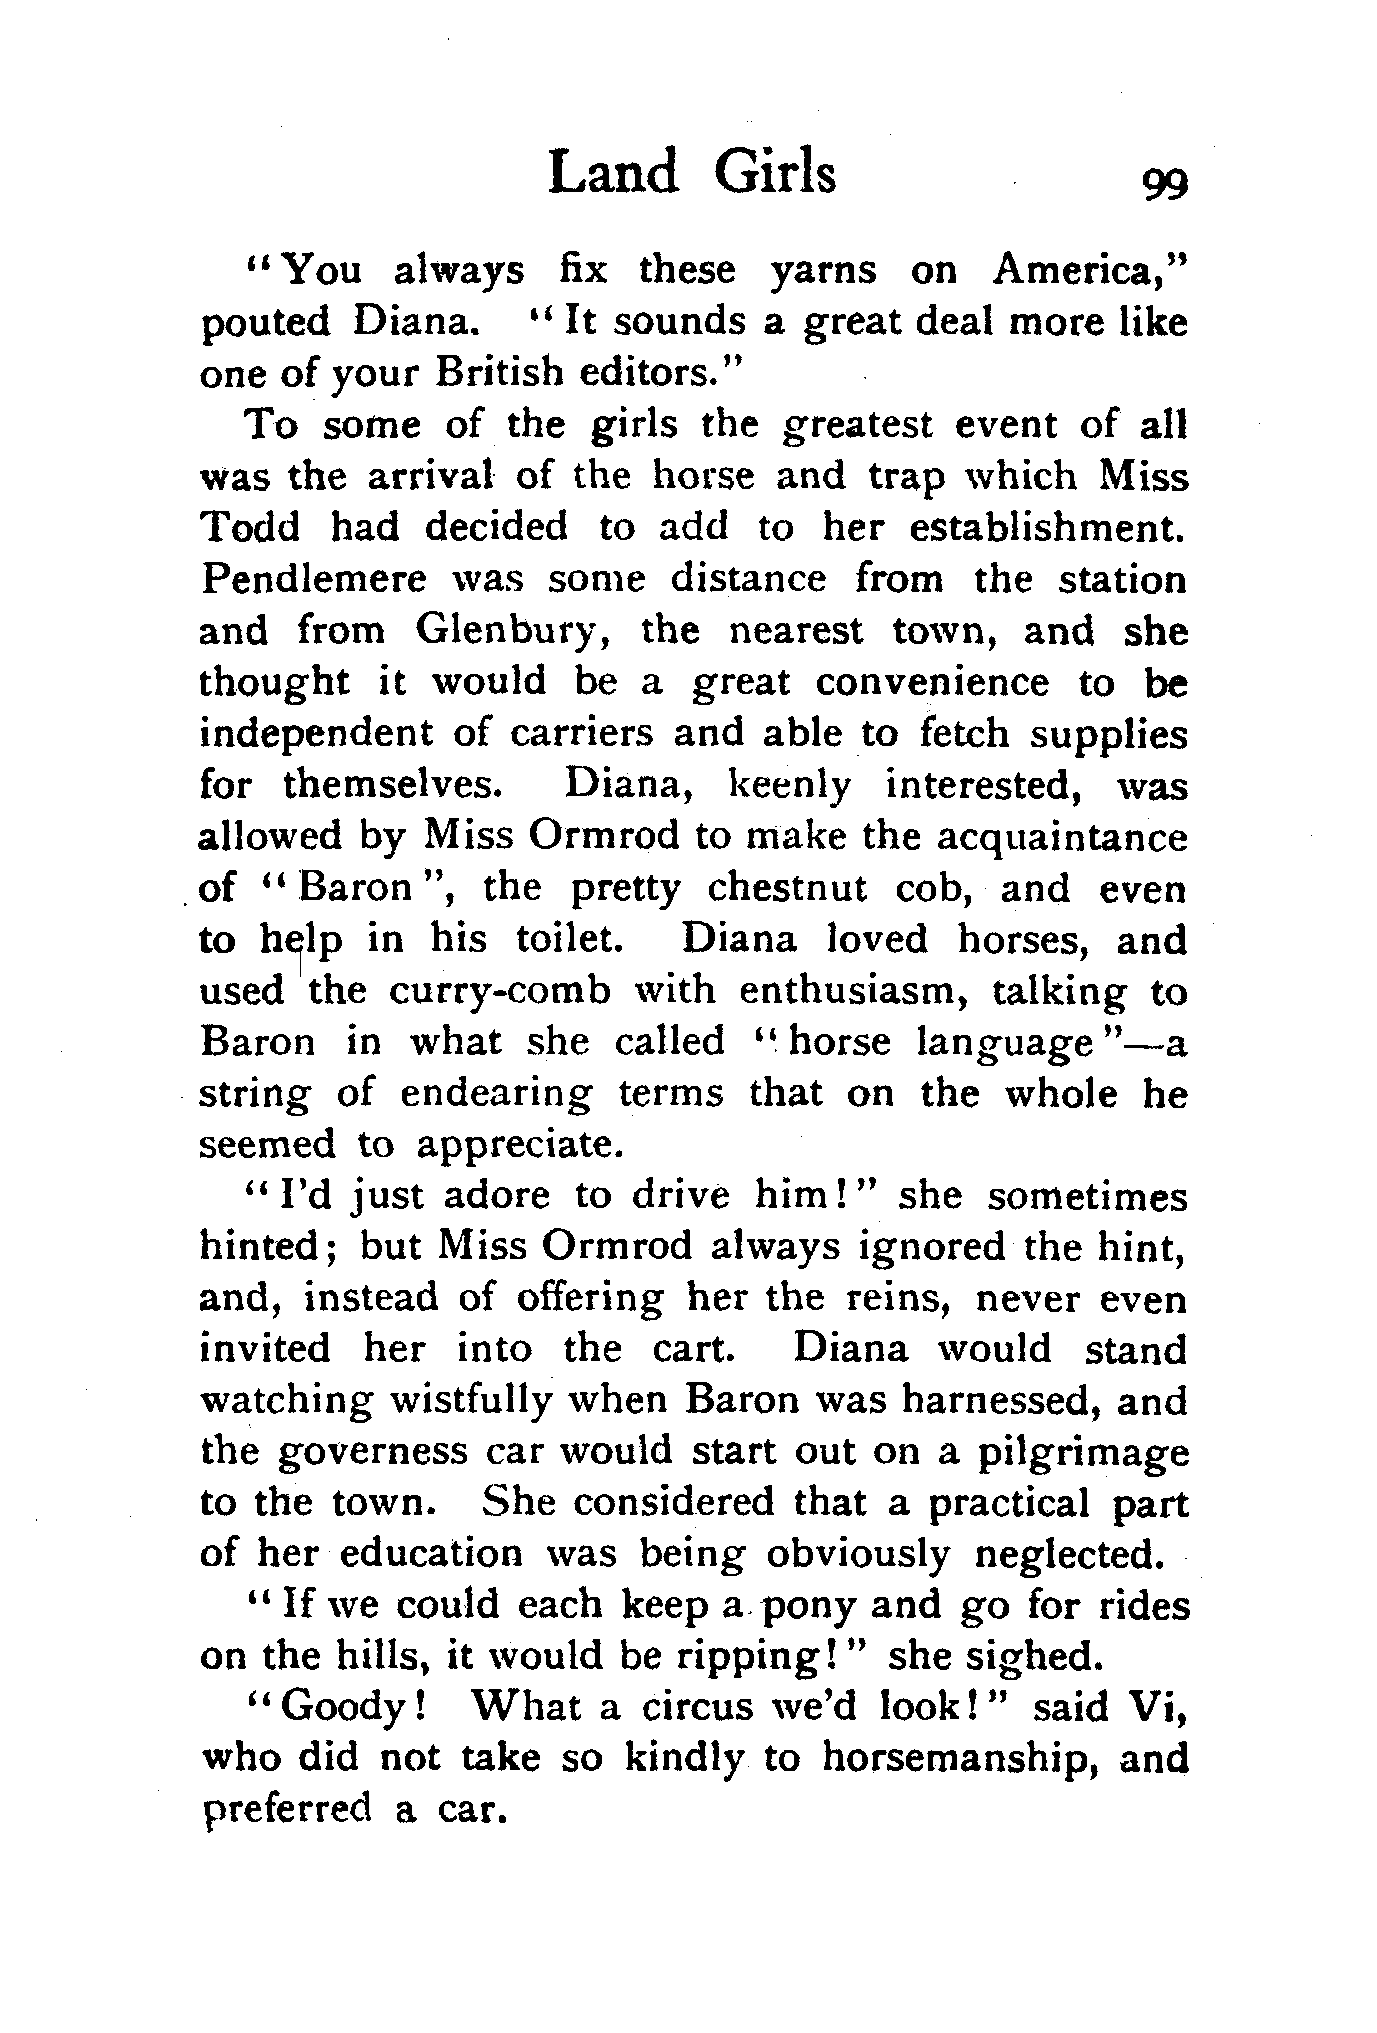 Land Girls 99
“You always fix these yarns on America,”
pouted Diana. “It sounds a great deal more like
one of your British editors.”
To some of the girls the greatest event of all
was the arrival of the horse and trap which Miss
Todd had decided to add to her establishment.
Pendlemere was some distance from the station
and from Glenbury, the nearest town, and she
thought it would be a great convenience to be
independent of carriers and able to fetch supplies
for themselves. Diana, keenly interested, was
allowed by Miss Ormrod to make the acquaintance
of “Baron”, the pretty chestnut cob, and even
to help in his toilet. Diana loved horses, and
used the curry-comb with enthusiasm, talking to
Baron in what she called “horse language”—a
string of endearing terms that on the whole he
seemed to appreciate.
“I’d just adore to drive him!” she sometimes
hinted; but Miss Ormrod always ignored the hint,
and, instead of offering her the reins, never even
invited her into the cart. Diana would stand
watching wistfully when Baron was harnessed, and
the governess car would start out on a pilgrimage
to the town. She considered that a practical part
of her education was being obviously neglected.
“If we could each keep a pony and go for rides
on the hills, it would be ripping!” she sighed.
“Goody! What a circus we’d look!” said Vi,
who did not take so kindly to horsemanship, and
preferred a car.